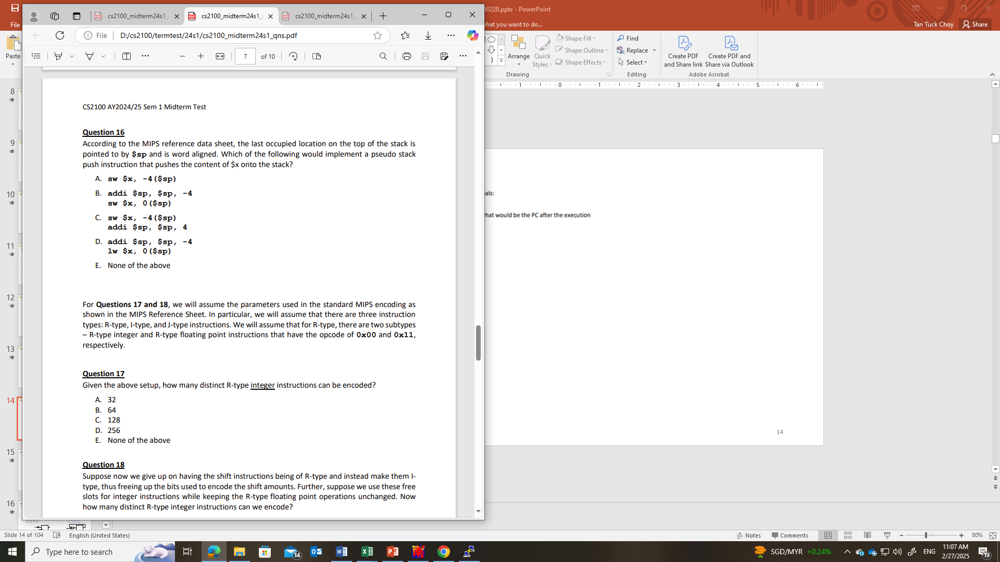 cs2100_midterm24s1_
cs2100_midterm24s1_
cs2100_midterm24s1_
File
D:/cs2100/termtest/24s1/cs2100_midterm24s1_qns.pdf
7
of 10
CS2100 AY2024/25 Sem 1 Midterm Test
Question 16
According to the MIPS reference data sheet, the last occupied location on the top of the stack is
pointed to by $sp and is word aligned. Which of the following would implement a pseudo stack
push instruction that pushes the content of $x onto the stack?
A. sw $x, -4($sp)
B. addi $sp, $sp, -4
sw $x, 0($sp)
C. sw $x, -4($sp)
addi $sp, $sp, 4
D. addi $sp, $sp, -4
lw $x, 0($sp)
E. None of the above
For Questions 17 and 18, we will assume the parameters used in the standard MIPS encoding as
shown in the MIPS Reference Sheet. In particular, we will assume that there are three instruction
types: R-type, I-type, and J-type instructions. We will assume that for R-type, there are two subtypes
– R-type integer and R-type floating point instructions that have the opcode of 0x00 and 0x11,
respectively.
Question 17
Given the above setup, how many distinct R-type integer instructions can be encoded?
A. 32
B. 64
C. 128
D. 256
E. None of the above
Question 18
Suppose now we give up on having the shift instructions being of R-type and instead make them I-
type, thus freeing up the bits used to encode the shift amounts. Further, suppose we use these free
slots for integer instructions while keeping the R-type floating point operations unchanged. Now
how many distinct R-type integer instructions can we encode?
60228.pptx - PowerPoint
File
hat you want to do...
Tan Tuck Choy
Share
Paste
Arrange
Quick
Styles
Shape Fill
Shape Outline
Shape Effects
Drawing
Find
Replace
Select
Editing
Create PDF
and Share link
Create PDF and
Share via Outlook
Adobe Acrobat
1 0 1 2 3 4 5 6
8
9
10
11
12
13
14
15
16
als:
hat would be the PC after the execution
14
Slide 14 of 104
English (United States)
Notes
Comments
80%
Type here to search
14
SGD/MYR +0.24%
ENG
11:07 AM
2/27/2025
19